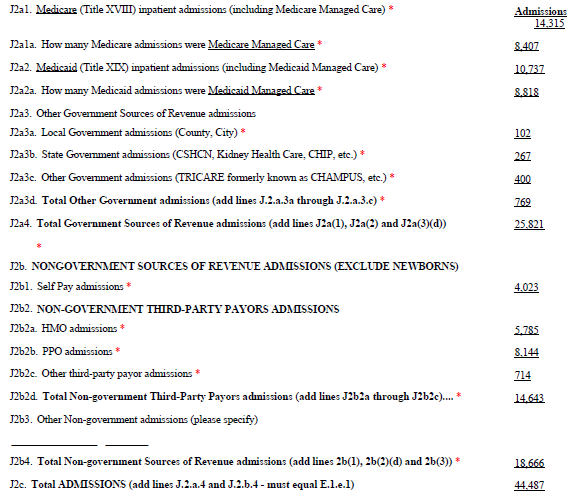 J2a1. Medicare (Title XVIII) inpatient admissions (including Medicare Managed Care) * Admissions
14,315
J2a1a. How many Medicare admissions were Medicare Managed Care * 8,407
J2a2. Medicaid (Title XIX) inpatient admissions (including Medicaid Managed Care) * 10,737
J2a2a. How many Medicaid admissions were Medicaid Managed Care * 8,818
J2a3. Other Government Sources of Revenue admissions
J2a3a. Local Government admissions (County, City) * 102
J2a3b. State Government admissions (CSHCN, Kidney Health Care, CHIP, etc.) * 267
J2a3c. Other Government admissions (TRICARE formerly known as CHAMPUS, etc.) * 400
J2a3d. Total Other Government admissions (add lines J.2.a.3a through J.2.a.3.c) * 769
J2a4. Total Government Sources of Revenue admissions (add lines J2a(1), J2a(2) and J2a(3)(d)) 25,821
*
J2b. NONGOVERNMENT SOURCES OF REVENUE ADMISSIONS (EXCLUDE NEWBORNS)
J2b1. Self Pay admissions * 4,023
J2b2. NON-GOVERNMENT THIRD-PARTY PAYORS ADMISSIONS
J2b2a. HMO admissions * 5,785
J2b2b. PPO admissions * 8,144
J2b2c. Other third-party payor admissions * 714
J2b2d. Total Non-government Third-Party Payors admissions (add lines J2b2a through J2b2c).... * 14,643
J2b3. Other Non-government admissions (please specify)
J2b4. Total Non-government Sources of Revenue admissions (add lines 2b(1), 2b(2)(d) and 2b(3)) * 18,666
J2c. Total ADMISSIONS (add lines J.2.a.4 and J.2.b.4 - must equal E.1.e.1) 44,487